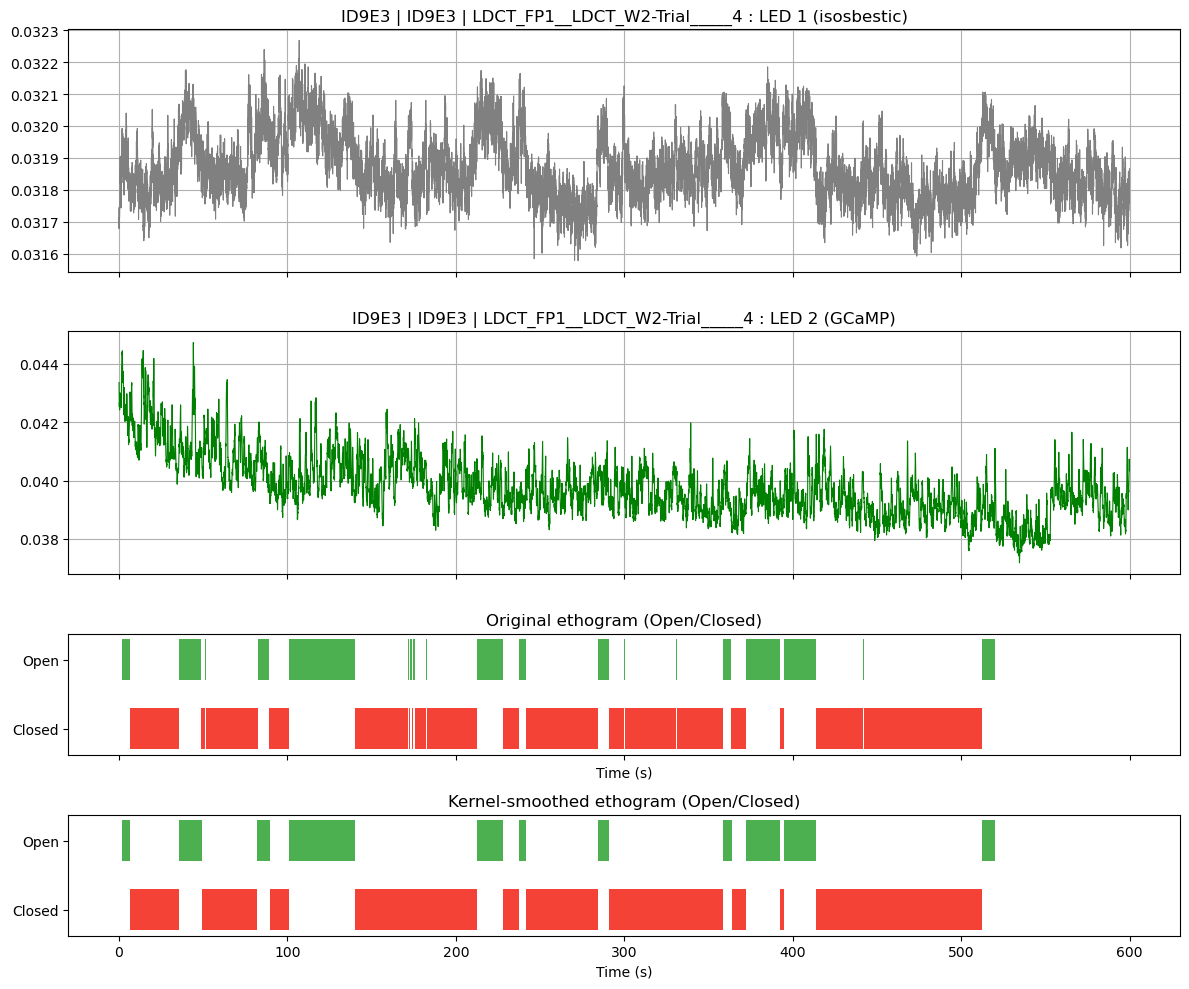 ID9E3 | ID9E3 | LDCT_FP1__LDCT_W2-Trial_____4 : LED 1 (isosbestic)
0.0323
0.0322
0.0321
0.0320
0.0319
0.0318
0.0317
0.0316
ID9E3 | ID9E3 | LDCT_FP1__LDCT_W2-Trial_____4 : LED 2 (GCaMP)
0.044
0.042
0.040
0.038
Original ethogram (Open/Closed)
Open
Closed
Time (s)
Kernel-smoothed ethogram (Open/Closed)
Open
Closed
0 100 200 300 400 500 600
Time (s)